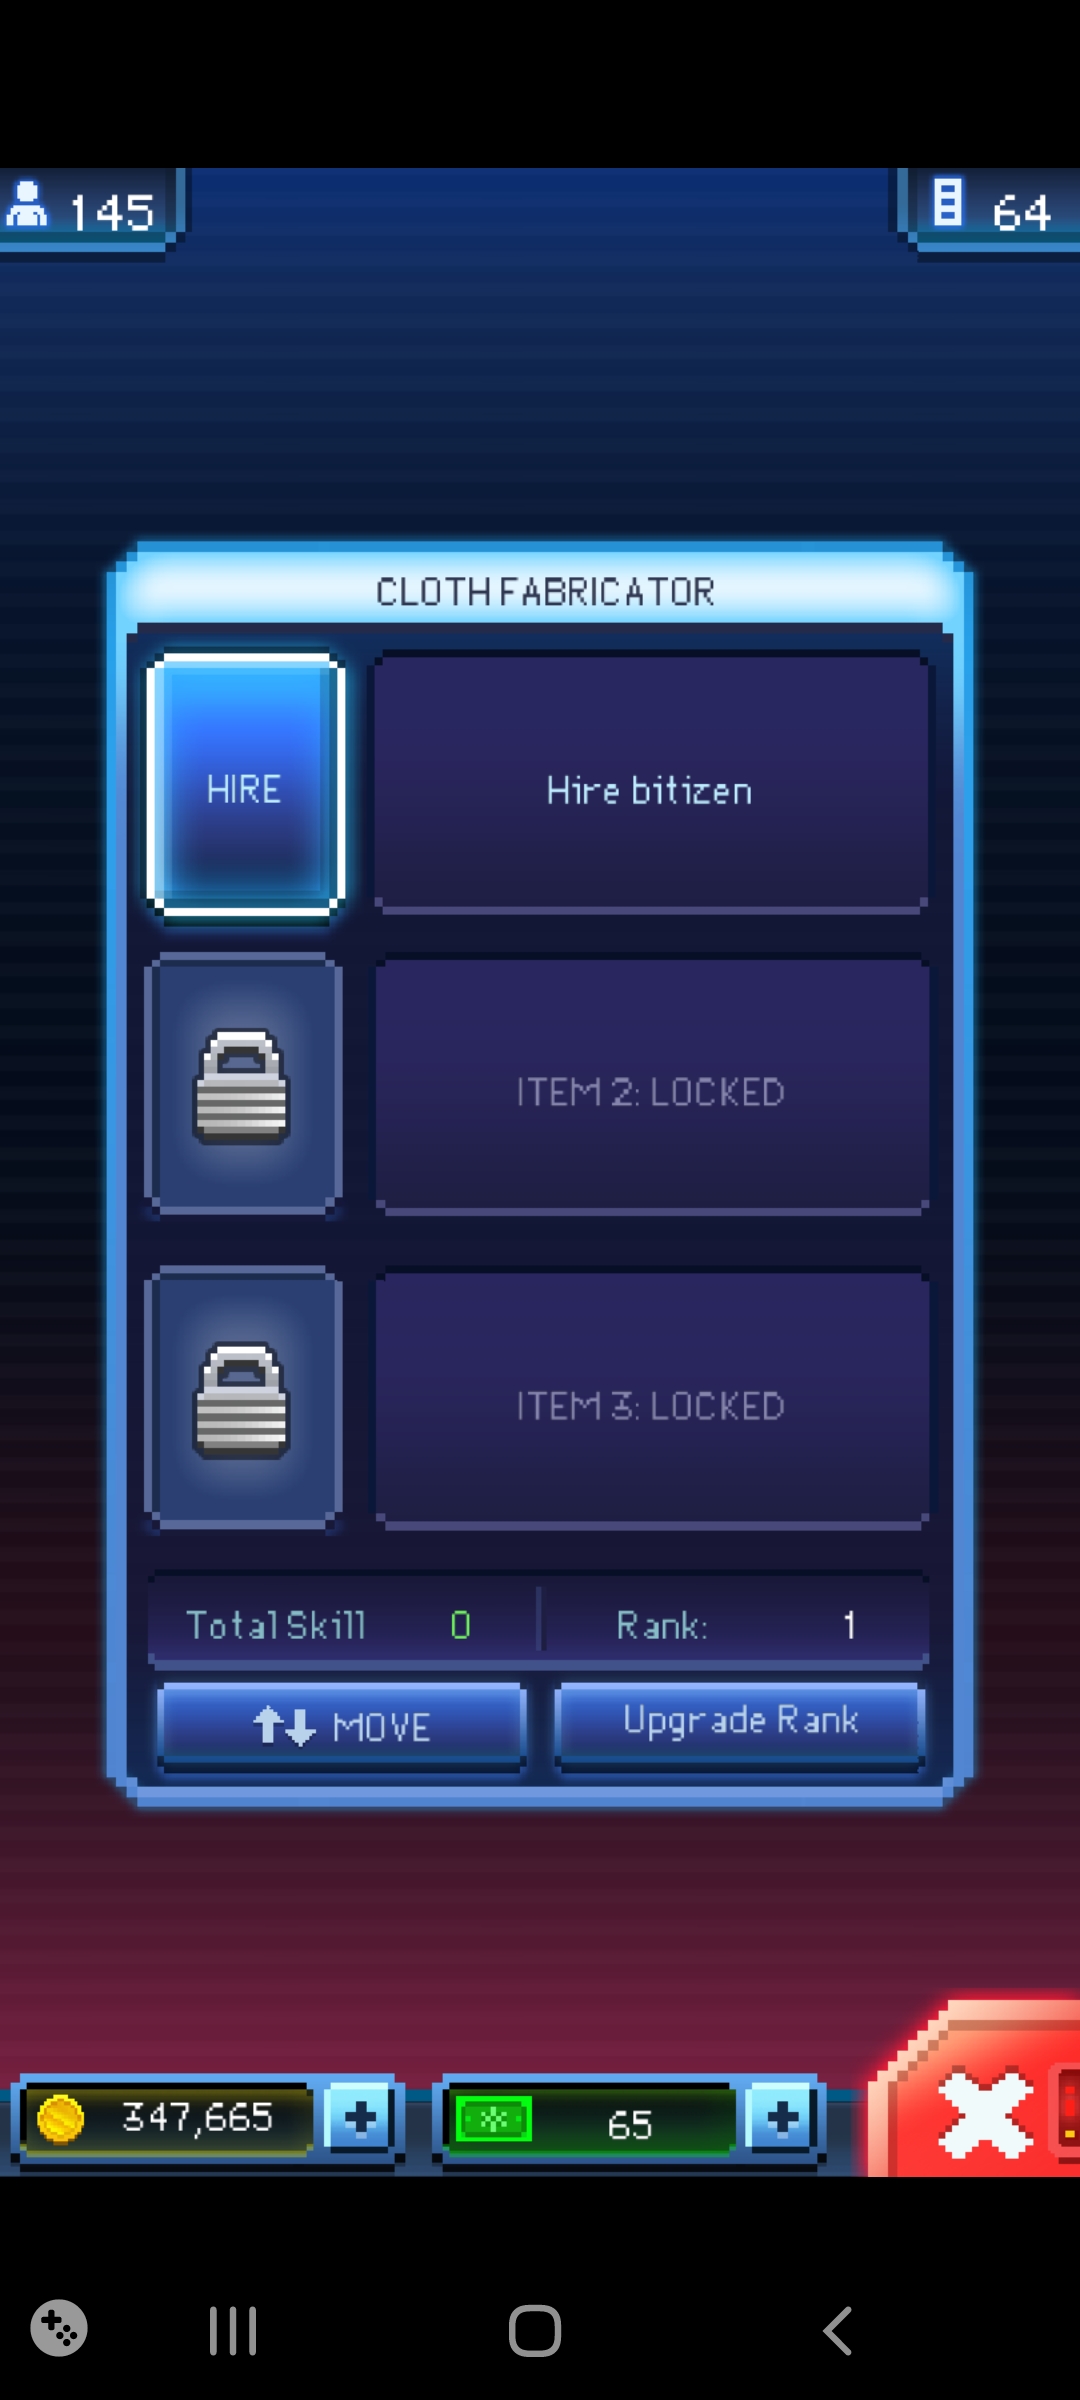 145
64
CLOTH FABRICATOR
HIRE
Hire bitizen
ITEM 2: LOCKED
ITEM 3: LOCKED
Total Skill 0
Rank: 1
MOVE
Upgrade Rank
347,665
65